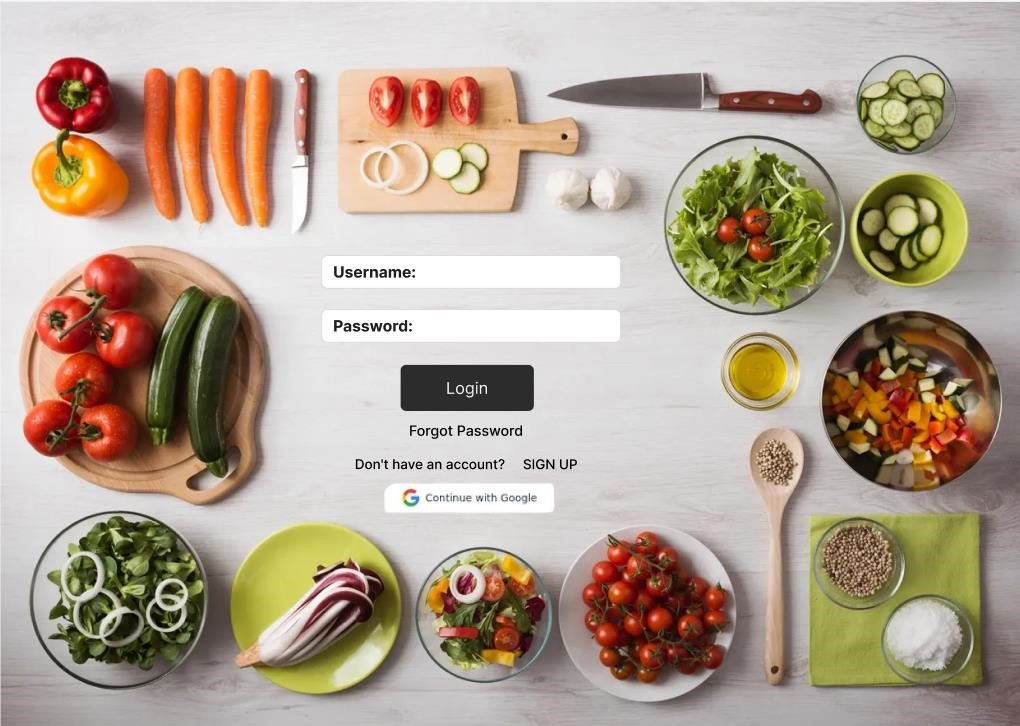 Username:
Password:
Login
Forgot Password
Don't have an account? SIGN UP
Continue with Google